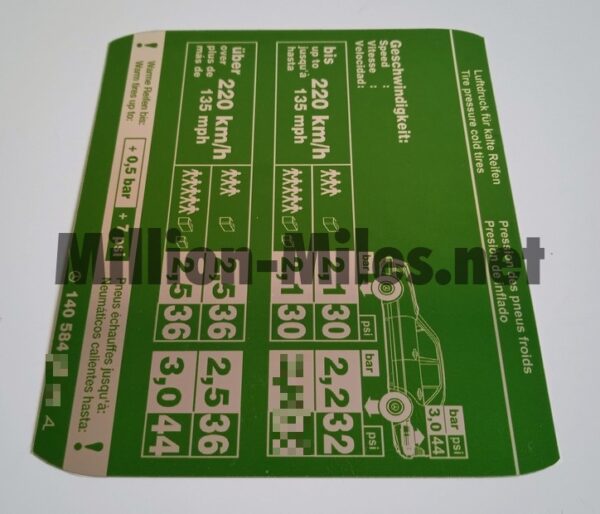 Luftdruck für kalte Reifen
Tire pressure cold tires
Pression des pneus froids
Presion de inflado
Geschwindigkeit:
Speed :
Vitesse :
Velocidad:
bar psi
3,0 44
bar psi
bar psi
bis
up to
jusqu'à
hasta
220 km/h
135 mph
2,1 30
2,2 32
2,1 30
über
over
plus de
más de
220 km/h
135 mph
2,5 36
2,5 36
2,5 36
3,0 44
! Warme Reifen bis:
Warm tires up to:
+ 0,5 bar
+ 7 psi
Pneus échauffes jusqu'à:
Neumáticos calientes hasta: !
140 584
A
Million-Miles.net